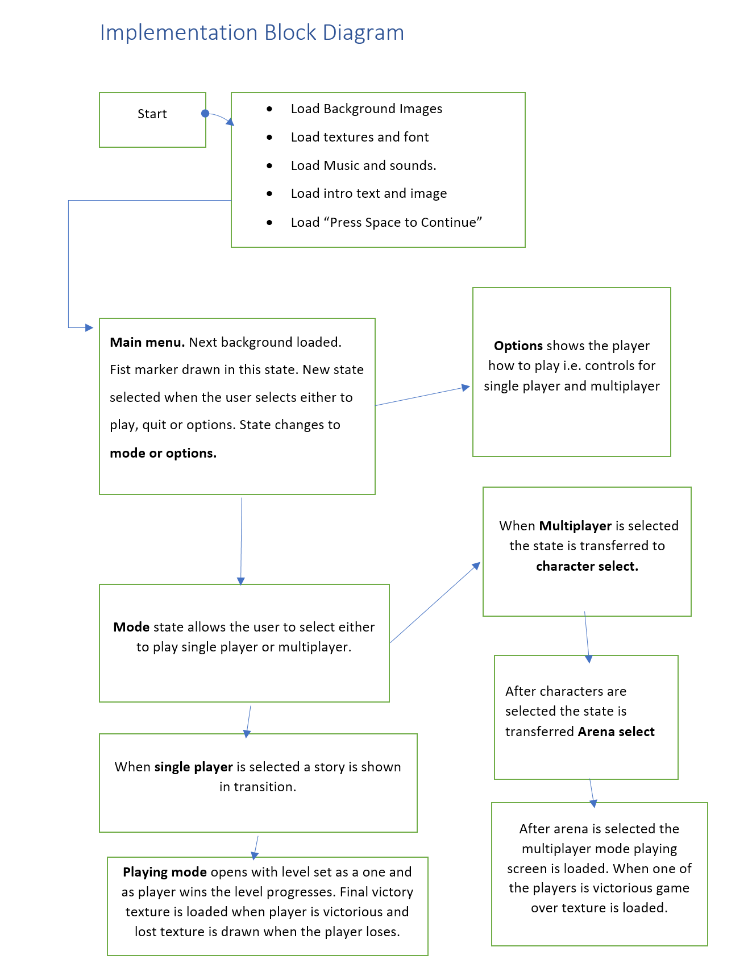 Implementation Block Diagram
Start
• Load Background Images
• Load textures and font
• Load Music and sounds.
• Load intro text and image
• Load “Press Space to Continue”
Main menu. Next background loaded.
Fist marker drawn in this state. New state
selected when the user selects either to
play, quit or options. State changes to
mode or options.
Options shows the player
how to play i.e. controls for
single player and multiplayer
When Multiplayer is selected
the state is transferred to
character select.
Mode state allows the user to select either
to play single player or multiplayer.
After characters are
selected the state is
transferred Arena select
When single player is selected a story is shown
in transition.
After arena is selected the
multiplayer mode playing
screen is loaded. When one of
the players is victorious game
over texture is loaded.
Playing mode opens with level set as a one and
as player wins the level progresses. Final victory
texture is loaded when player is victorious and
lost texture is drawn when the player loses.